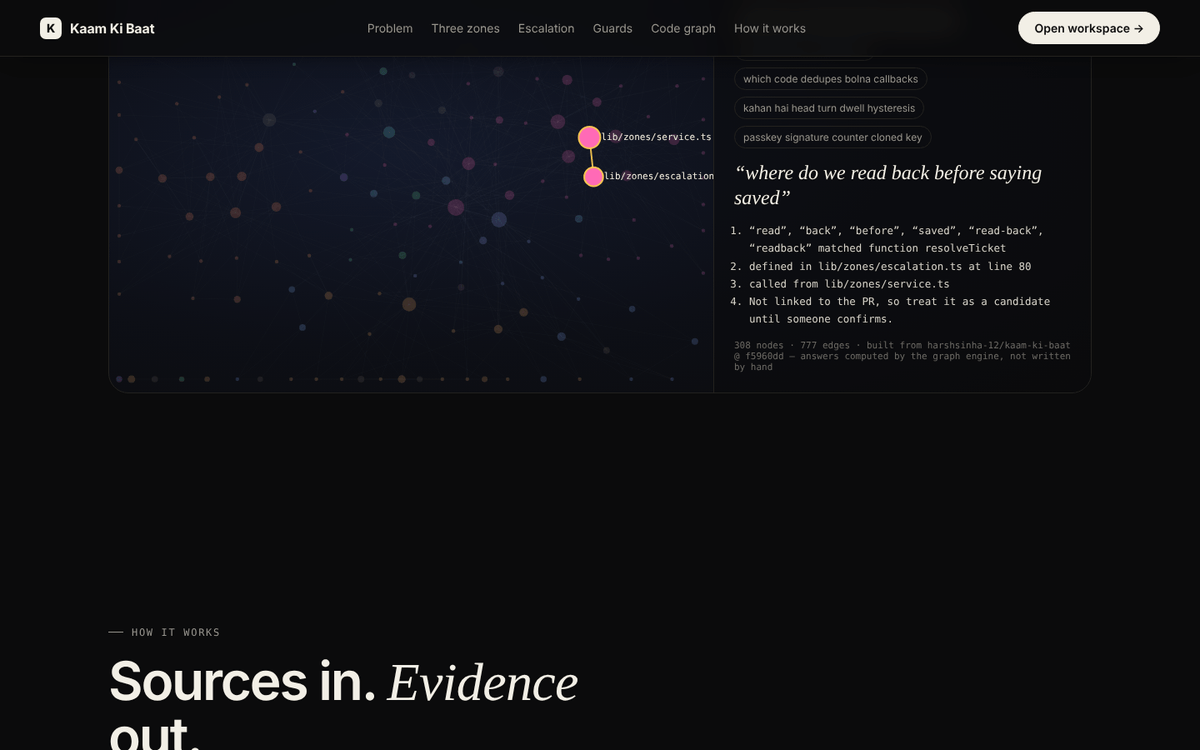 K Kaam Ki Baat
Problem Three zones Escalation Guards Code graph How it works
Open workspace →
which code dedupes bolna callbacks
kahan hai head turn dwell hysteresis
passkey signature counter cloned key
lib/zones/service.ts
lib/zones/escalation
“where do we read back before saying
saved”
1. “read”, “back”, “before”, “saved”, “read-back”,
“readback” matched function resolveTicket
2. defined in lib/zones/escalation.ts at line 80
3. called from lib/zones/service.ts
4. Not linked to the PR, so treat it as a candidate
until someone confirms.
308 nodes · 777 edges · built from harshsinha-12/kaam-ki-baat
@ f5960dd — answers computed by the graph engine, not written
by hand
HOW IT WORKS
Sources in. Evidence
out.